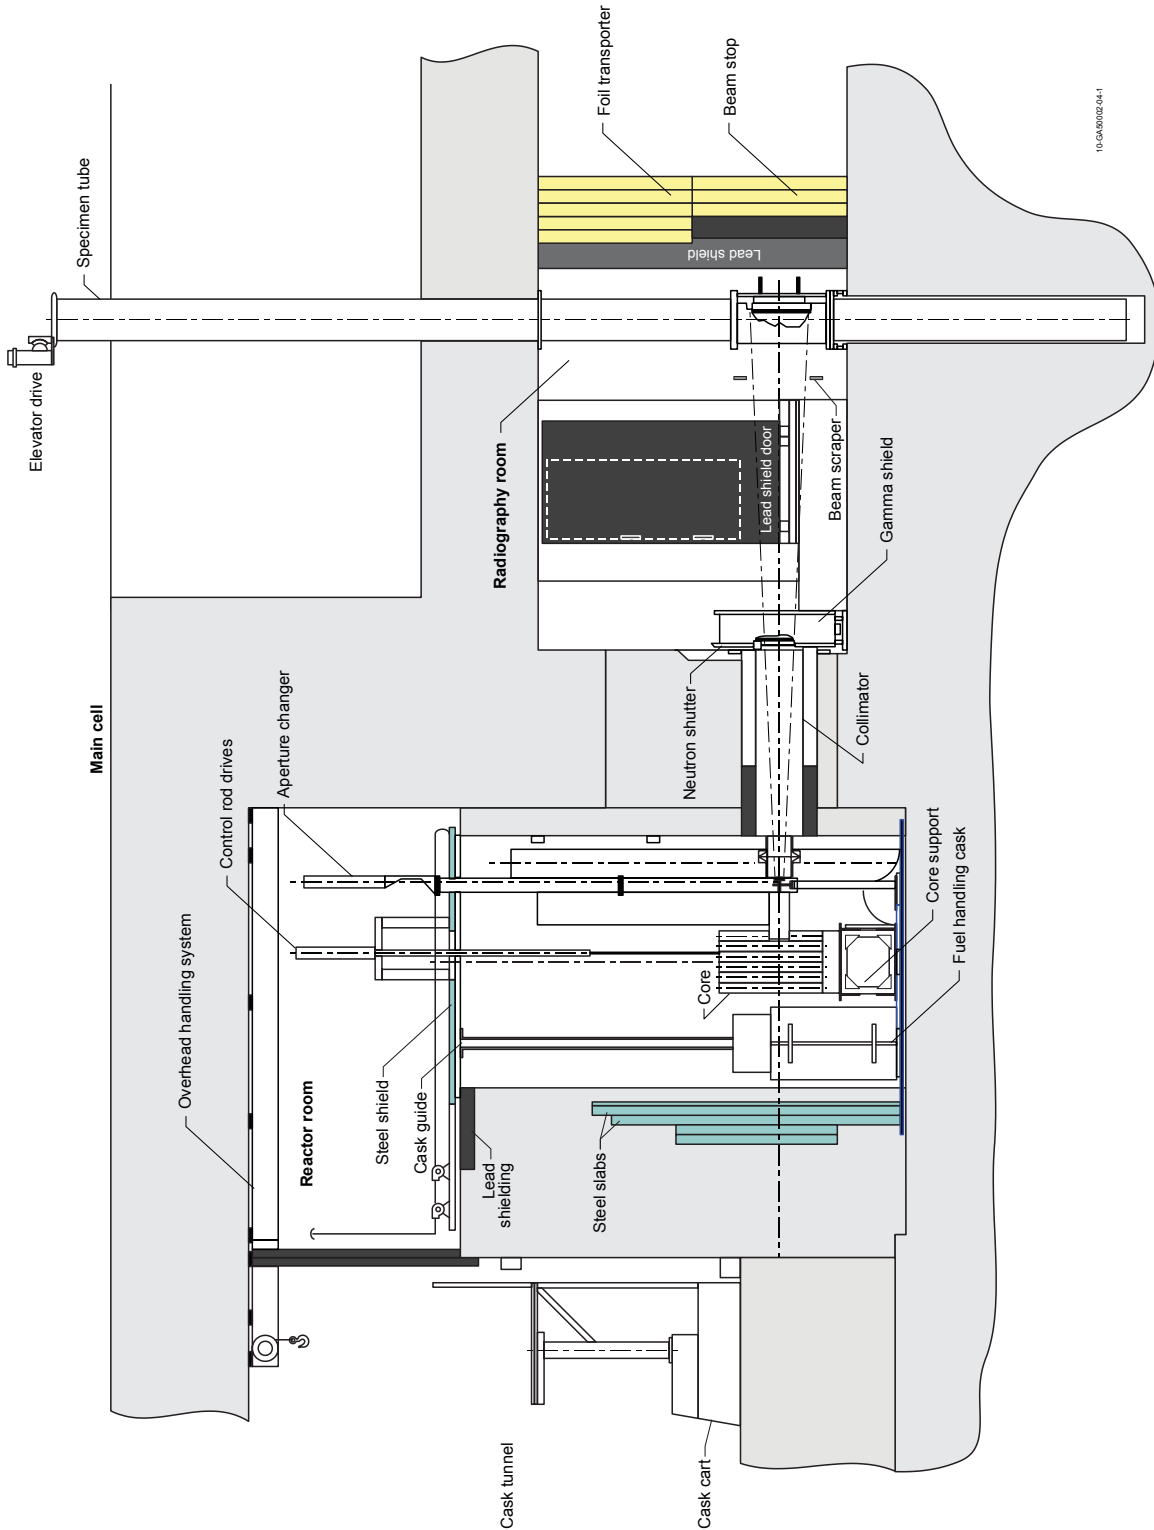 Main cell
Elevator drive
Specimen tube
Overhead handling system
Control rod drives
Aperture changer
Reactor room
Radiography room
Foil transporter
Beam stop
Lead shield
Steel shield
Cask guide
Lead
shielding
Steel slabs
Core
Neutron shutter
Lead shield door
Beam scraper
Gamma shield
Collimator
Core support
Fuel handling cask
Cask tunnel
Cask cart
10-GA50002-04-1